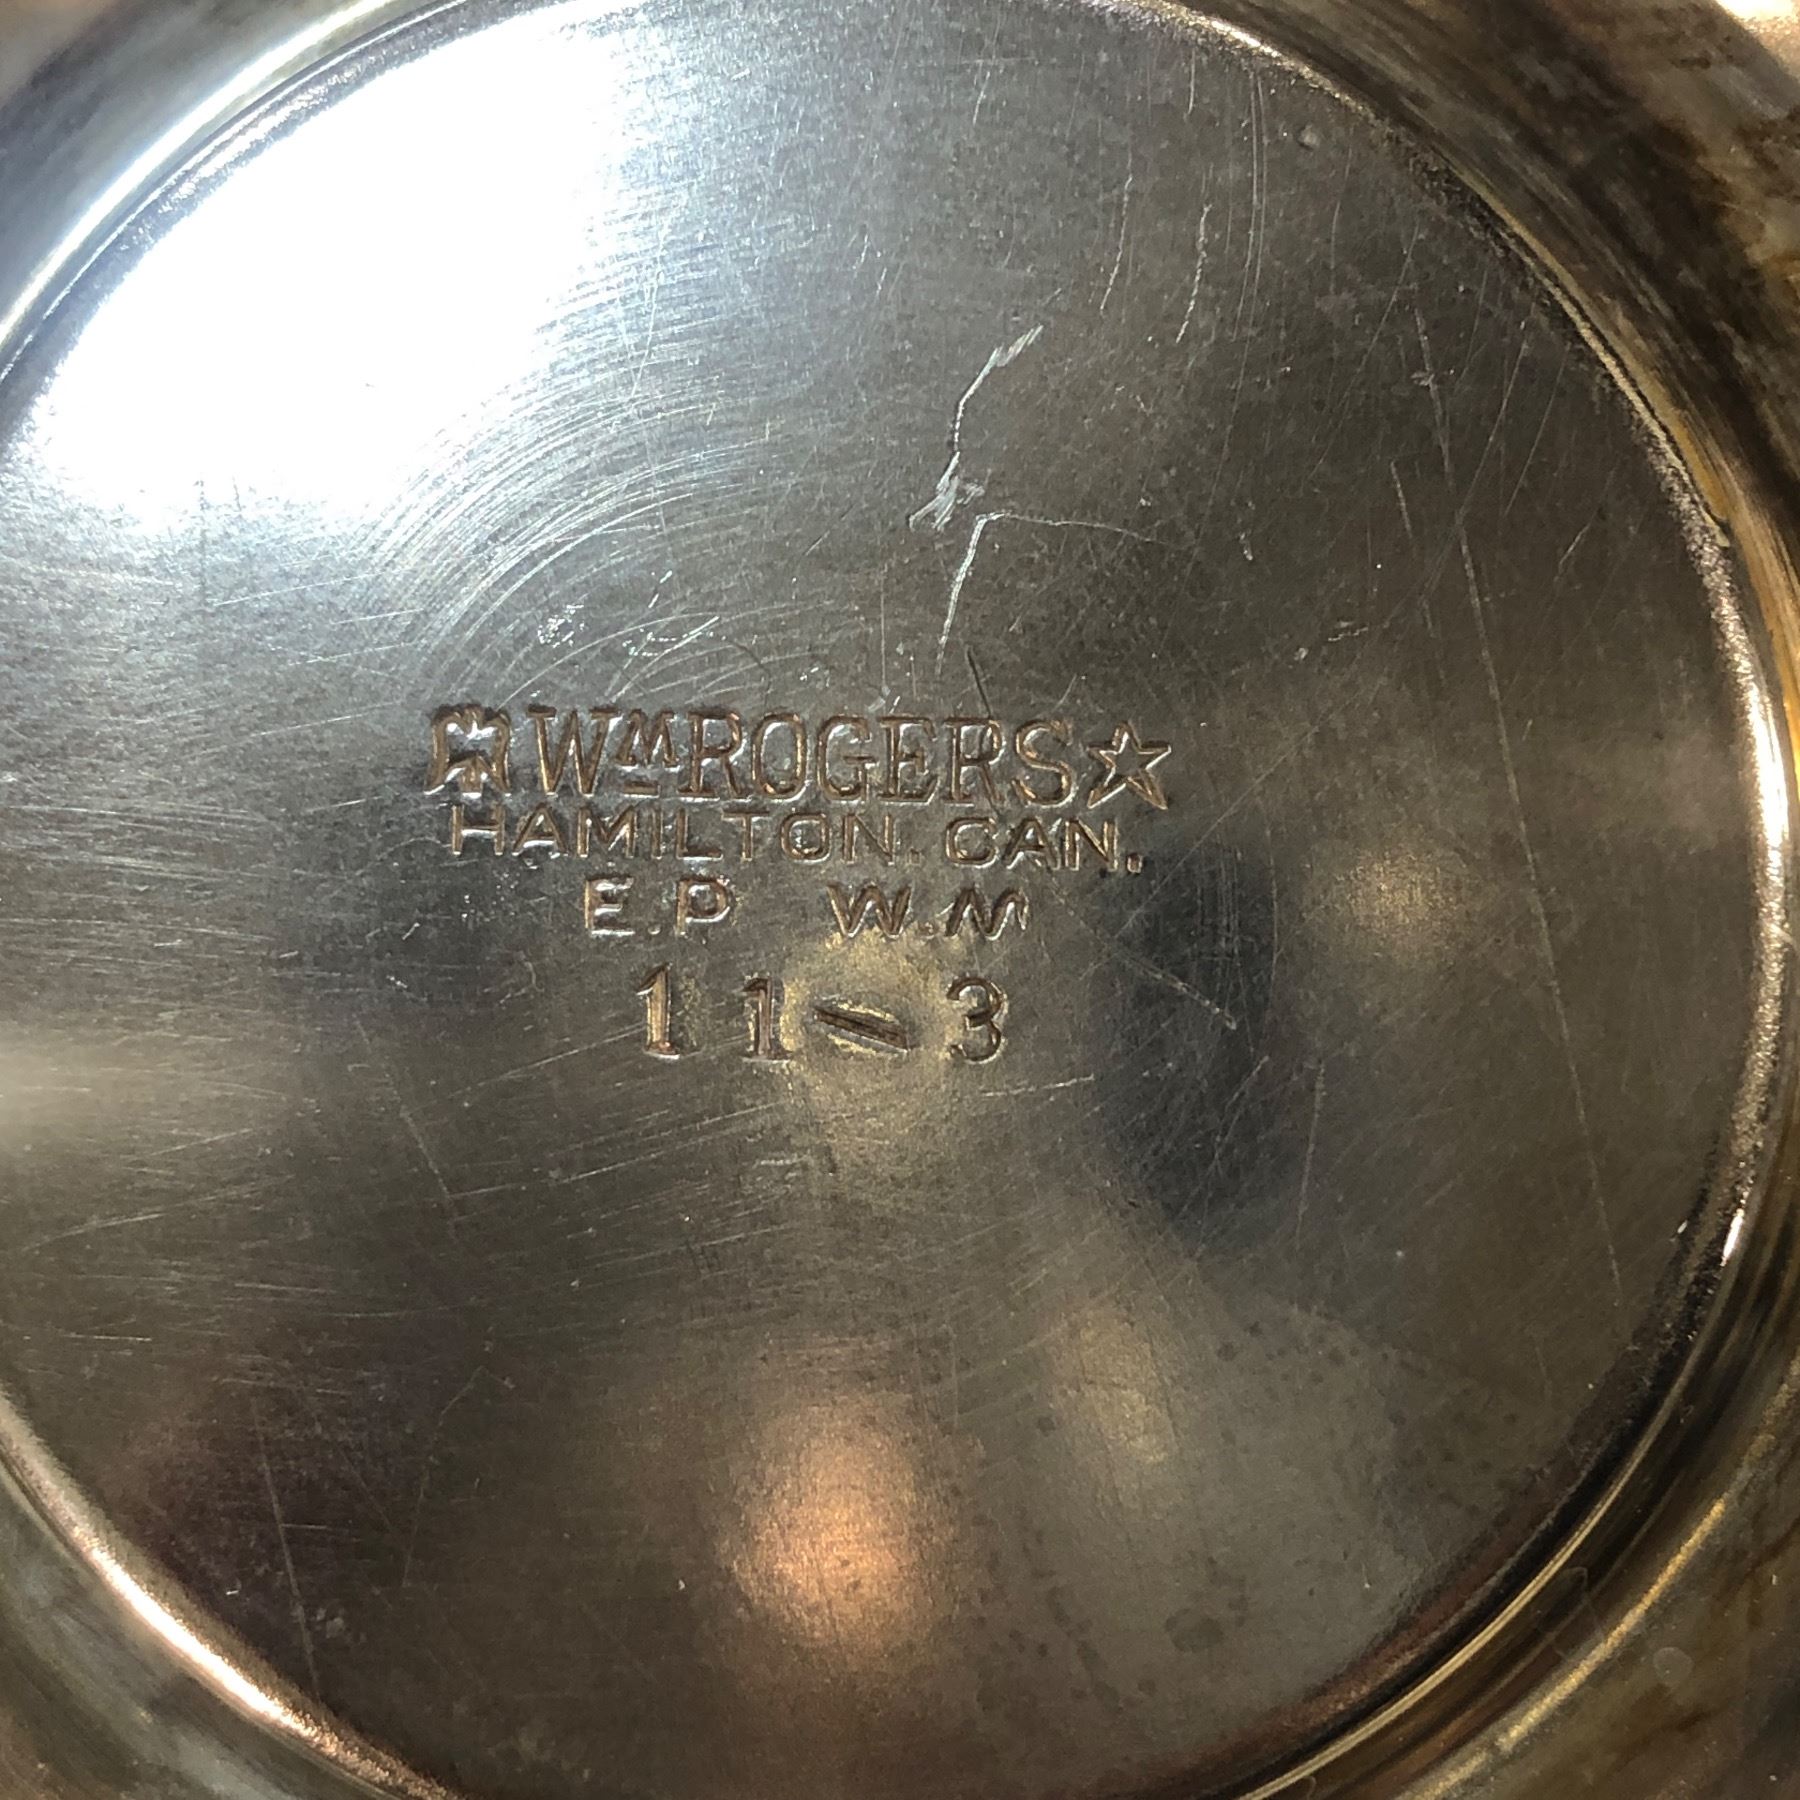 Wᴹ ROGERS ☆
HAMILTON. CAN.
E.P W.M
11-3